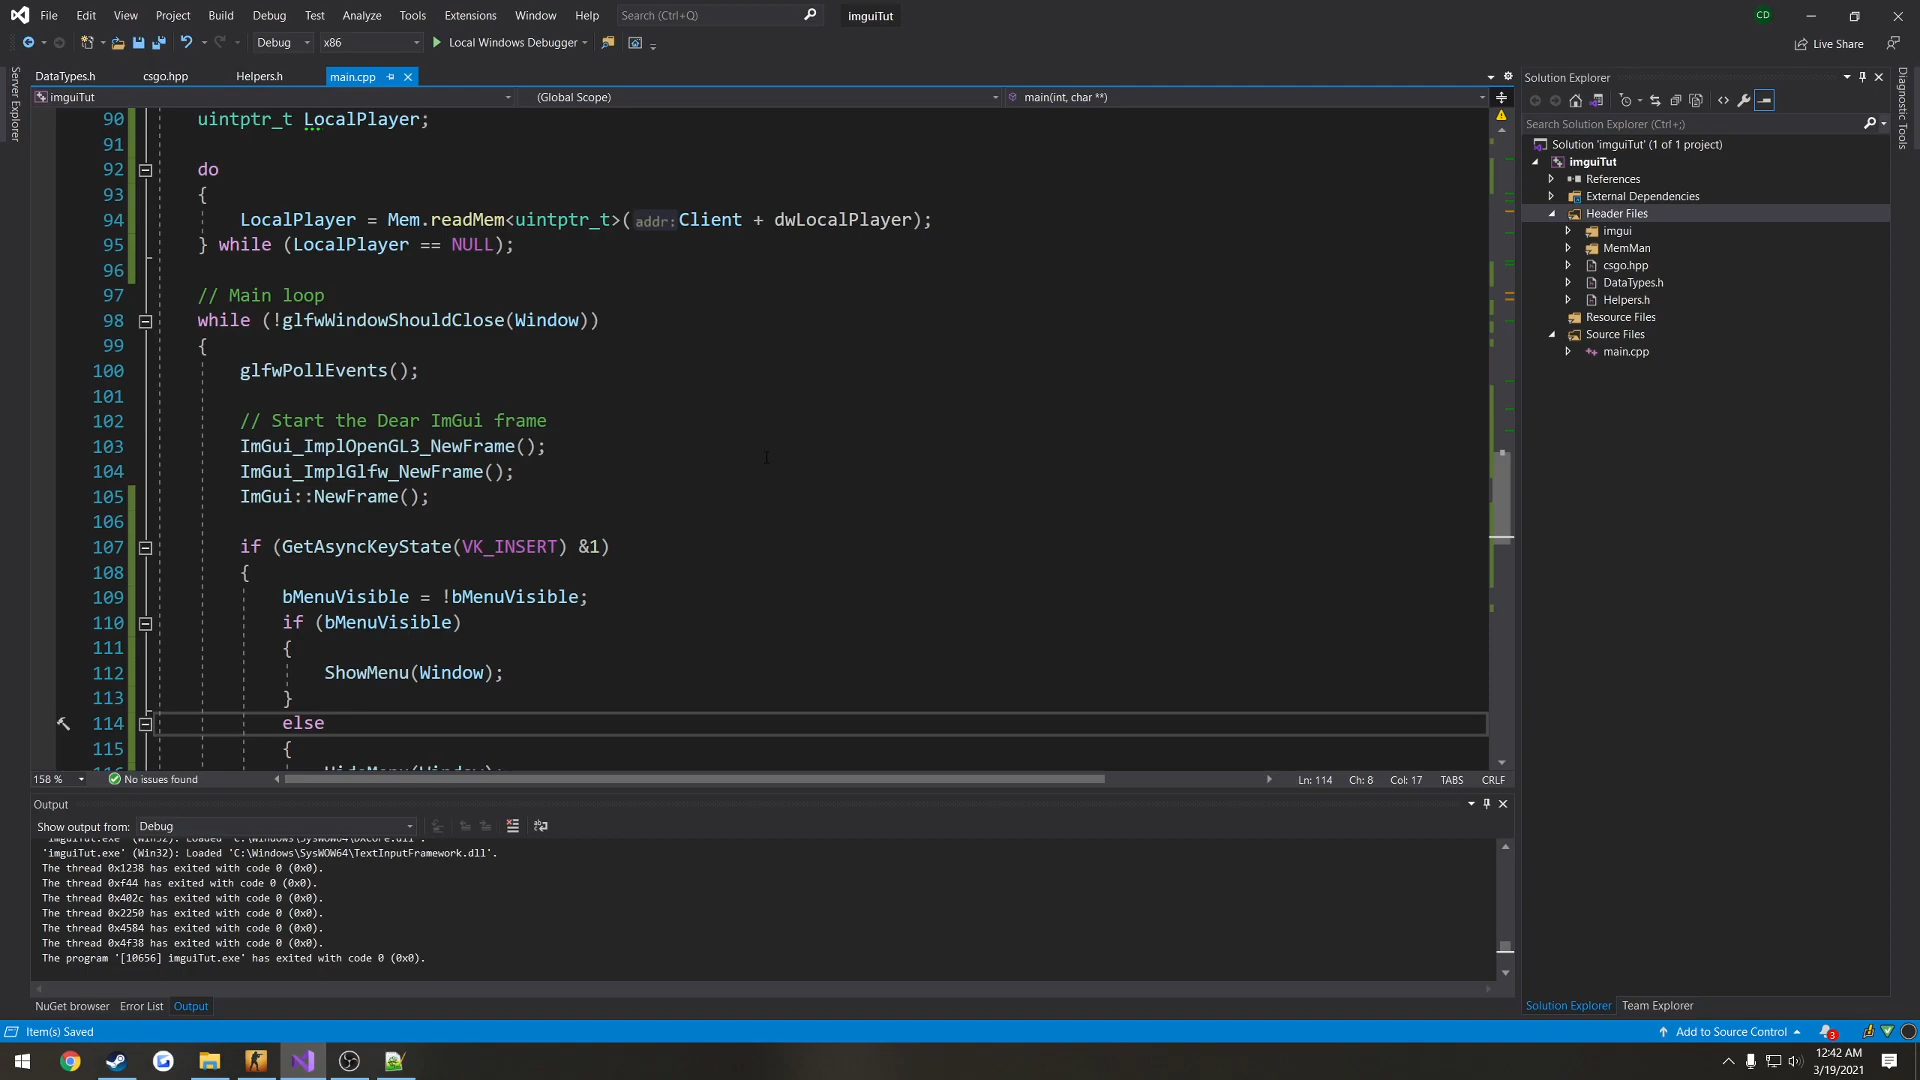 File Edit View Project Build Debug Test Analyze Tools Extensions Window Help Search (Ctrl+Q) imguiTut CD
Debug x86 Local Windows Debugger Live Share
Server Explorer
DataTypes.h csgo.hpp Helpers.h main.cpp
imguiTut (Global Scope) main(int, char **)
90 uintptr_t LocalPlayer;
91
92 do
93 {
94 LocalPlayer = Mem.readMem<uintptr_t>(addr:Client + dwLocalPlayer);
95 } while (LocalPlayer == NULL);
96
97 // Main loop
98 while (!glfwWindowShouldClose(Window))
99 {
100 glfwPollEvents();
101
102 // Start the Dear ImGui frame
103 ImGui_ImplOpenGL3_NewFrame();
104 ImGui_ImplGlfw_NewFrame();
105 ImGui::NewFrame();
106
107 if (GetAsyncKeyState(VK_INSERT) &1)
108 {
109 bMenuVisible = !bMenuVisible;
110 if (bMenuVisible)
111 {
112 ShowMenu(Window);
113 }
114 else
115 {
158 % No issues found Ln: 114 Ch: 8 Col: 17 TABS CRLF
Output
Show output from: Debug
'imguiTut.exe' (Win32): Loaded 'C:\Windows\SysWOW64\TextInputFramework.dll'.
The thread 0x1238 has exited with code 0 (0x0).
The thread 0xf44 has exited with code 0 (0x0).
The thread 0x402c has exited with code 0 (0x0).
The thread 0x2250 has exited with code 0 (0x0).
The thread 0x4584 has exited with code 0 (0x0).
The thread 0x4f38 has exited with code 0 (0x0).
The program '[10656] imguiTut.exe' has exited with code 0 (0x0).
NuGet browser Error List Output
Solution Explorer
Search Solution Explorer (Ctrl+;)
Solution 'imguiTut' (1 of 1 project)
imguiTut
References
External Dependencies
Header Files
imgui
MemMan
csgo.hpp
DataTypes.h
Helpers.h
Resource Files
Source Files
main.cpp
Solution Explorer Team Explorer
Diagnostic Tools
Item(s) Saved Add to Source Control 3
12:42 AM
3/19/2021